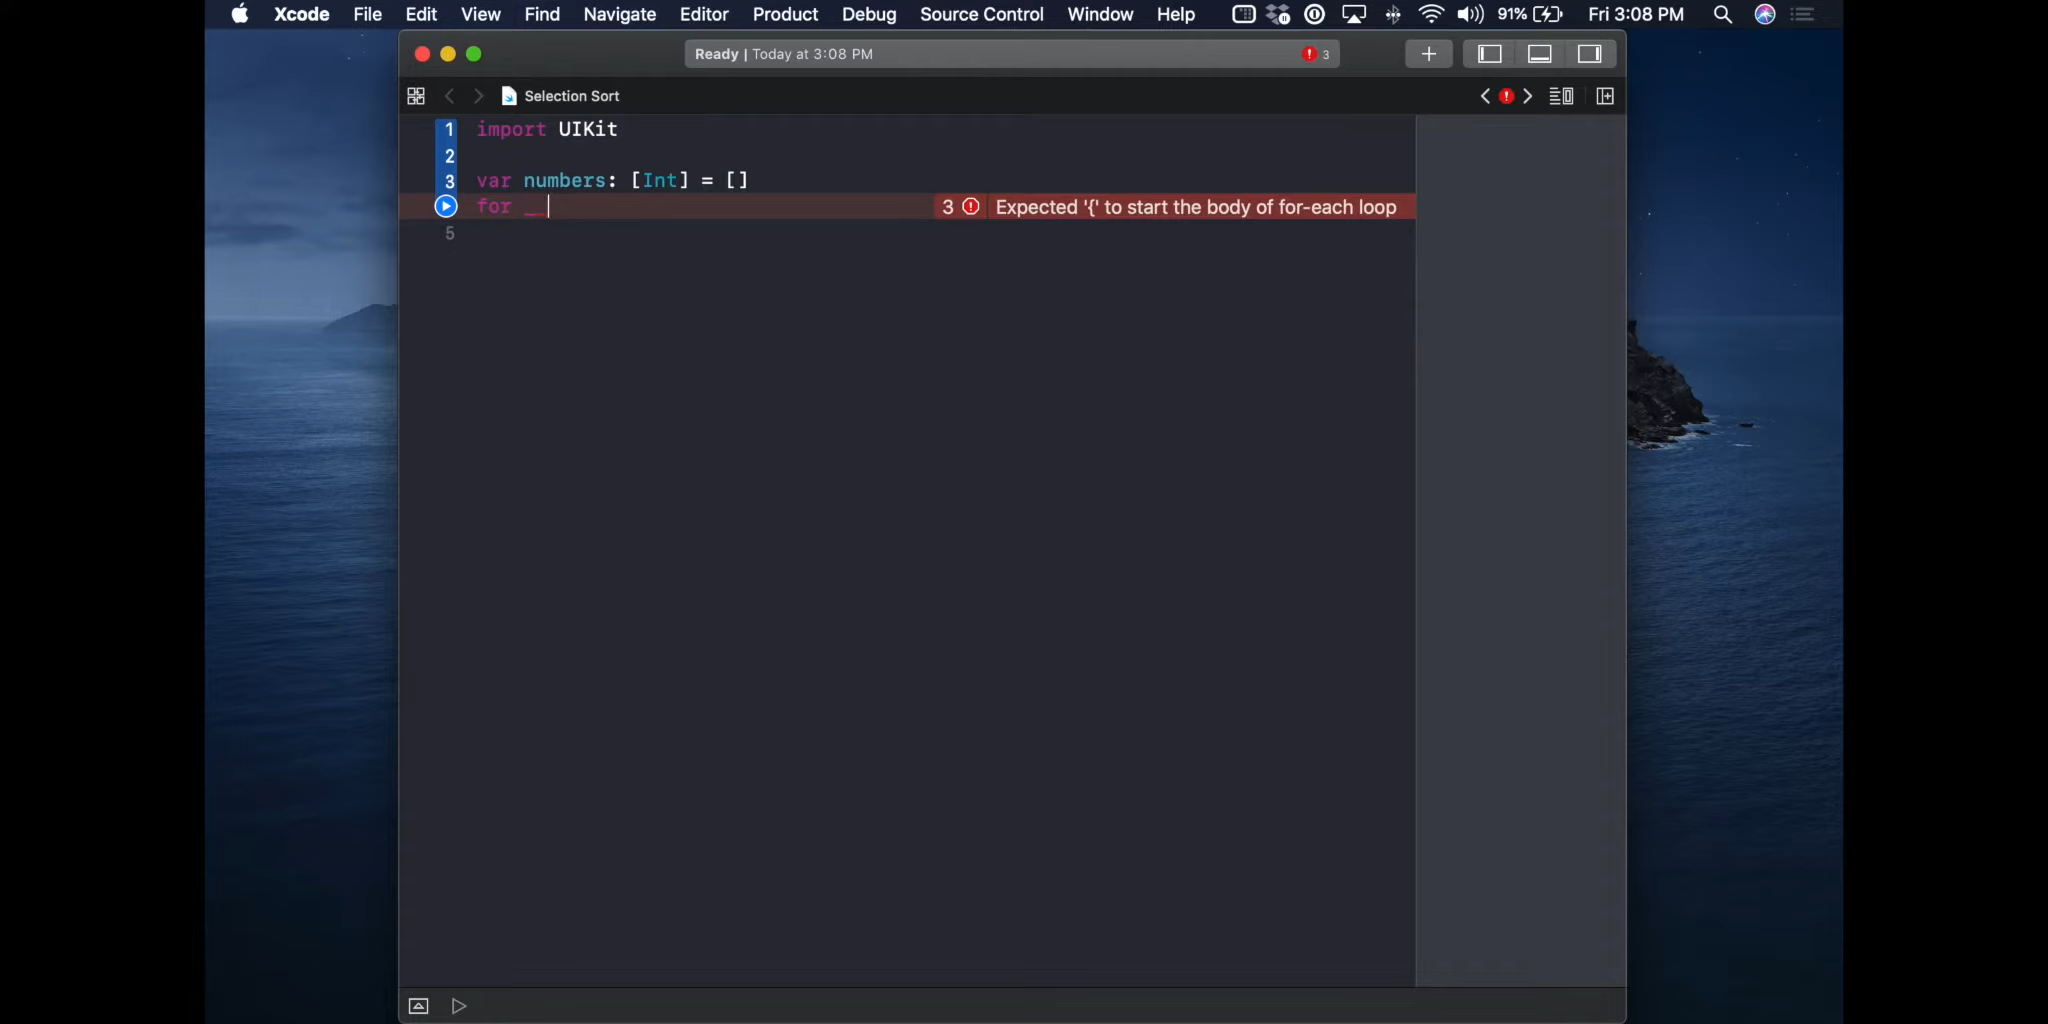 Xcode File Edit View Find Navigate Editor Product Debug Source Control Window Help 91% Fri 3:08 PM
Ready | Today at 3:08 PM 3
Selection Sort
1 import UIKit
2
3 var numbers: [Int] = []
for _ 3 Expected '{' to start the body of for-each loop
5